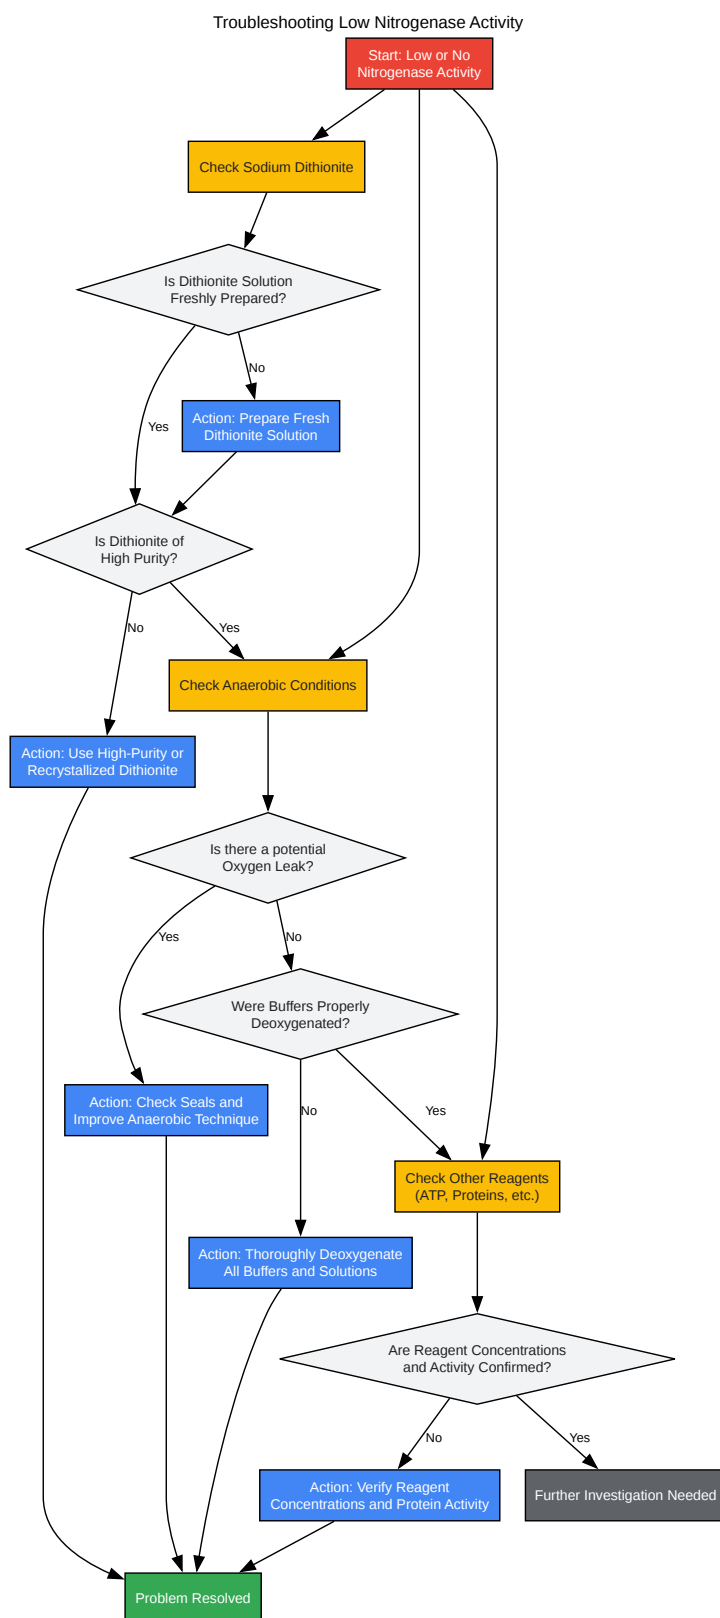 Troubleshooting Low Nitrogenase Activity
Start: Low or No
Nitrogenase Activity
Check Sodium Dithionite
Is Dithionite Solution
Freshly Prepared?
No
Action: Prepare Fresh
Dithionite Solution
Yes
Is Dithionite of
High Purity?
No
Yes
Check Anaerobic Conditions
Action: Use High-Purity or
Recrystallized Dithionite
Is there a potential
Oxygen Leak?
Yes
No
Were Buffers Properly
Deoxygenated?
Action: Check Seals and
Improve Anaerobic Technique
No
Yes
Check Other Reagents
(ATP, Proteins, etc.)
Action: Thoroughly Deoxygenate
All Buffers and Solutions
Are Reagent Concentrations
and Activity Confirmed?
No
Yes
Action: Verify Reagent
Concentrations and Protein Activity
Further Investigation Needed
Problem Resolved